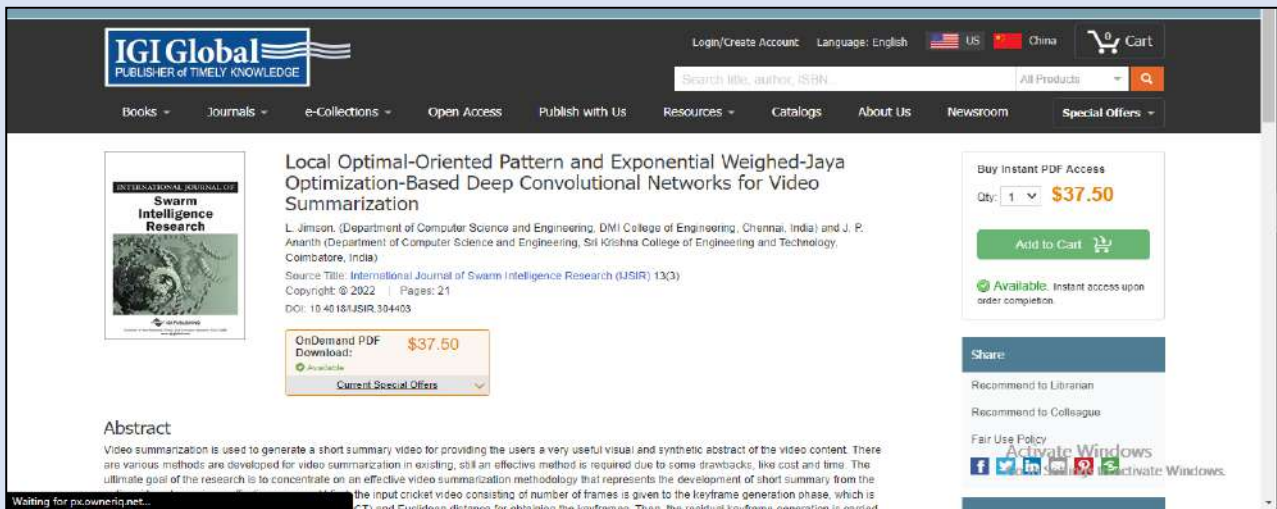 IGI Global
PUBLISHER of TIMELY KNOWLEDGE
Login/Create Account Language: English US China 0 Cart
Search title, author, ISBN... All Products
Books Journals e-Collections Open Access Publish with Us Resources Catalogs About Us Newsroom Special Offers
INTERNATIONAL JOURNAL OF
Swarm
Intelligence
Research
IGI PUBLISHING
Local Optimal-Oriented Pattern and Exponential Weighed-Jaya
Optimization-Based Deep Convolutional Networks for Video
Summarization
L. Jimson. (Department of Computer Science and Engineering, DMI College of Engineering, Chennai, India) and J. P.
Ananth (Department of Computer Science and Engineering, Sri Krishna College of Engineering and Technology,
Coimbatore, India)
Source Title: International Journal of Swarm Intelligence Research (IJSIR) 13(3)
Copyright: © 2022 | Pages: 21
DOI: 10.4018/IJSIR.304403
OnDemand PDF
Download:
$37.50
Available
Current Special Offers
Buy Instant PDF Access
Qty: 1 $37.50
Add to Cart
Available. Instant access upon
order completion.
Share
Recommend to Librarian
Recommend to Colleague
Fair Use Policy
Activate Windows
Activate Windows.
Abstract
Video summarization is used to generate a short summary video for providing the users a very useful visual and synthetic abstract of the video content. There
are various methods are developed for video summarization in existing, still an effective method is required due to some drawbacks, like cost and time. The
ultimate goal of the research is to concentrate on an effective video summarization methodology that represents the development of short summary from the
the input cricket video consisting of number of frames is given to the keyframe generation phase, which is
CT) and Euclidean distance for obtaining the keyframes. Then, the residual keyframe generation is carried
Waiting for px.owneriq.net...